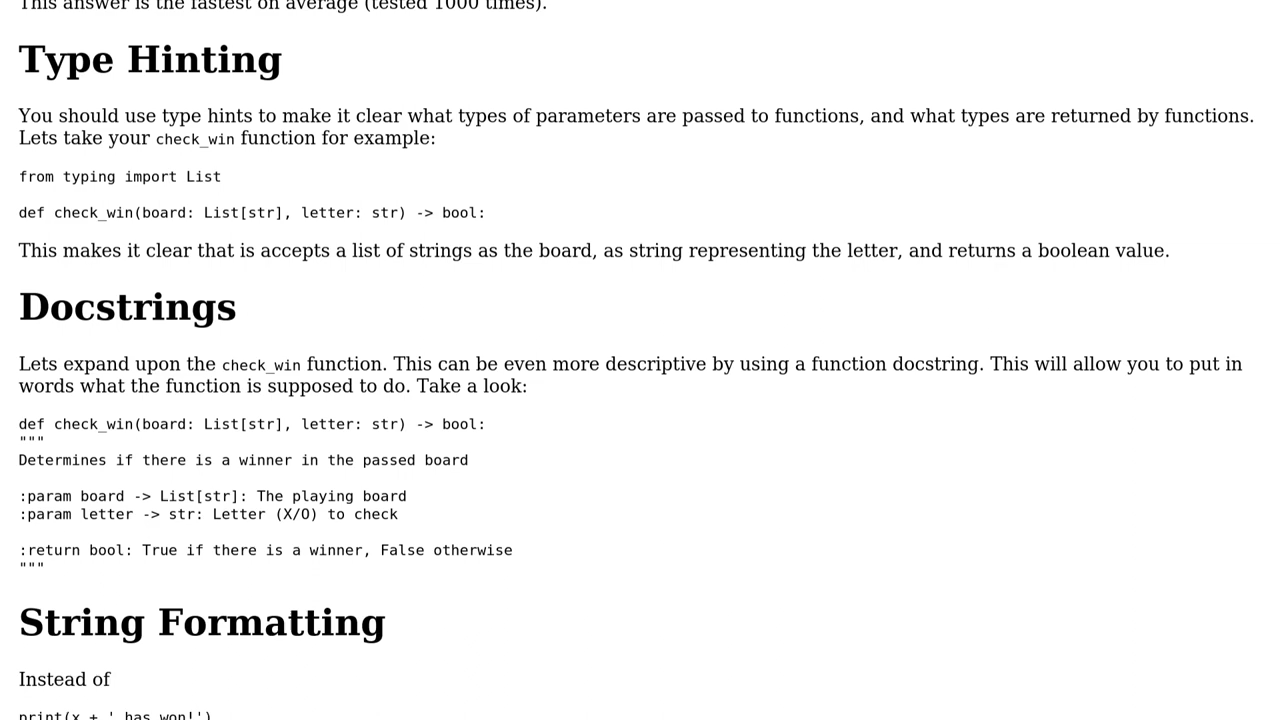 This answer is the fastest on average (tested 1000 times).
Type Hinting
You should use type hints to make it clear what types of parameters are passed to functions, and what types are returned by functions.
Lets take your check_win function for example:
from typing import List
def check_win(board: List[str], letter: str) -> bool:
This makes it clear that is accepts a list of strings as the board, as string representing the letter, and returns a boolean value.
Docstrings
Lets expand upon the check_win function. This can be even more descriptive by using a function docstring. This will allow you to put in
words what the function is supposed to do. Take a look:
def check_win(board: List[str], letter: str) -> bool:
"""
Determines if there is a winner in the passed board
:param board -> List[str]: The playing board
:param letter -> str: Letter (X/O) to check
:return bool: True if there is a winner, False otherwise
"""
String Formatting
Instead of
print(x + ' has won!')